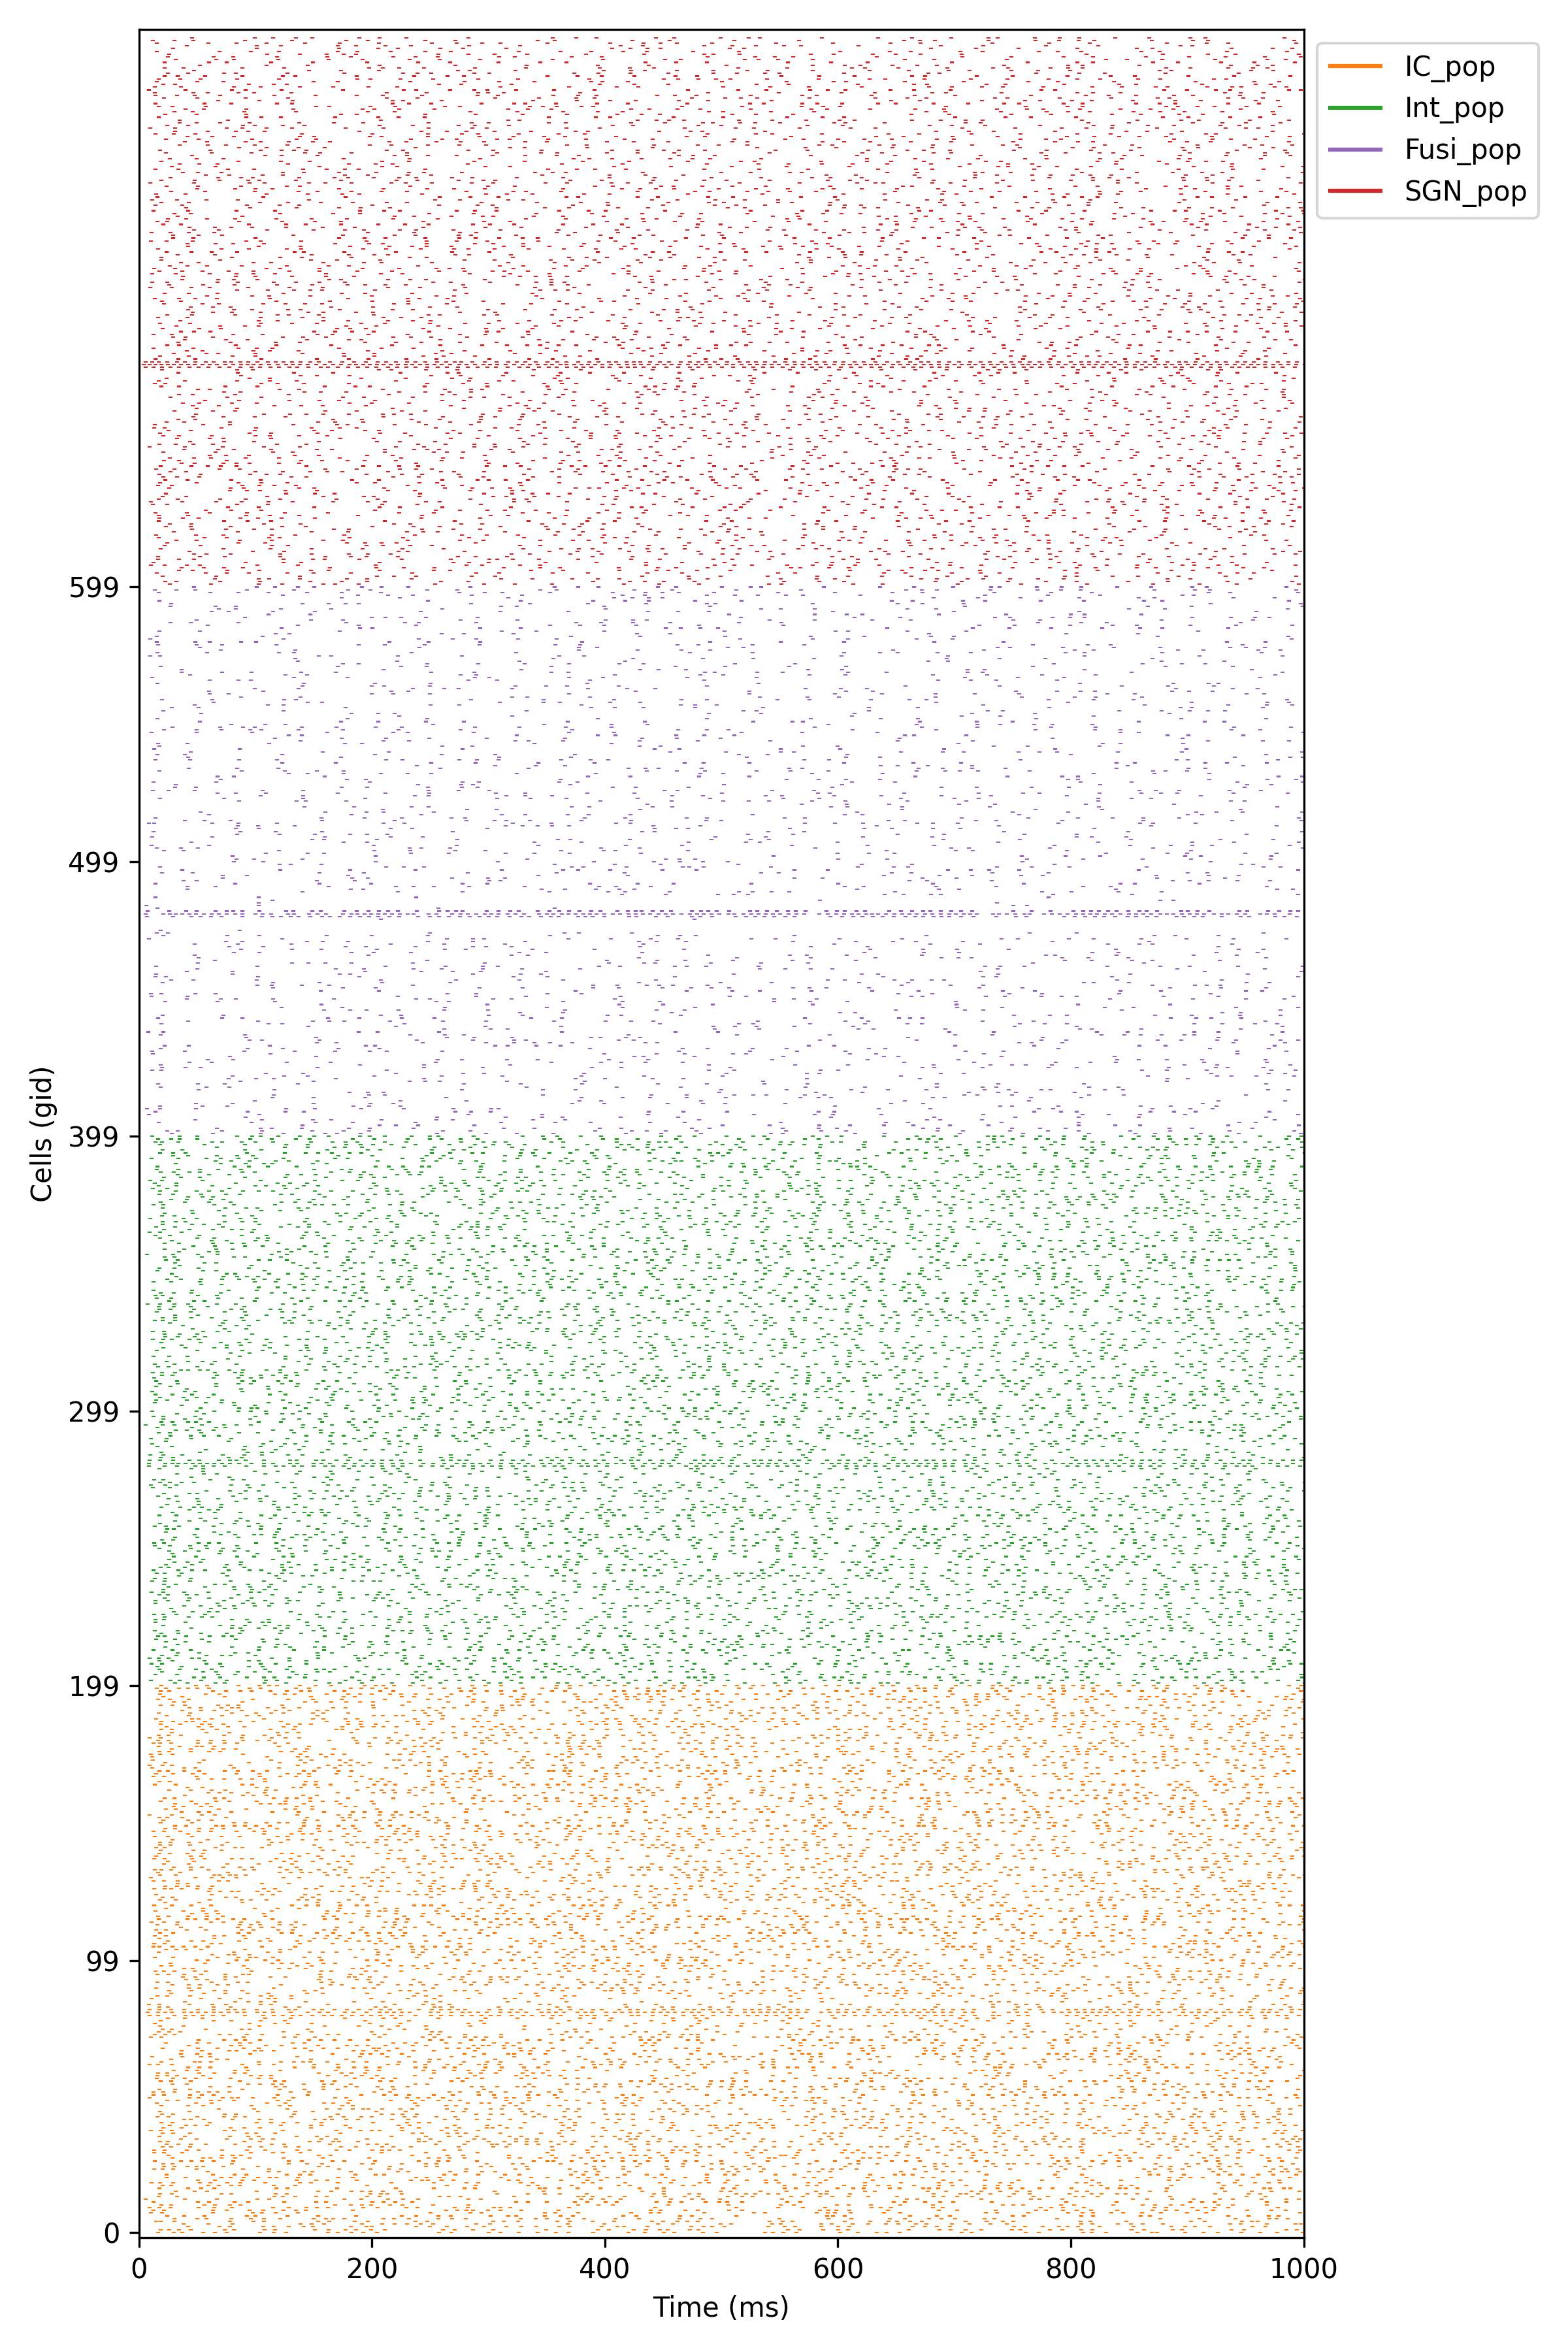 IC_pop
Int_pop
Fusi_pop
SGN_pop
599
499
399
299
199
99
0
Cells (gid)
0 200 400 600 800 1000
Time (ms)